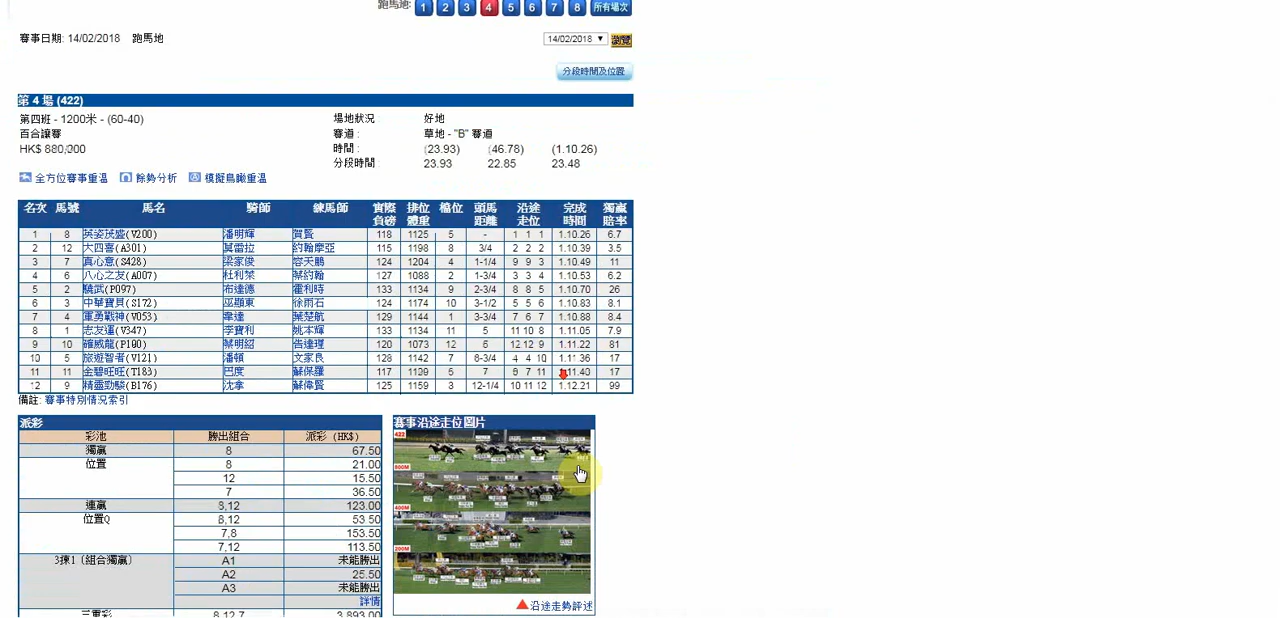 跑馬地: 1 2 3 4 5 6 7 8 所有場次
賽事日期: 14/02/2018 跑馬地
14/02/2018 ▼ 瀏覽
分段時間及位置
第 4 場 (422)
第四班 - 1200米 - (60-40) 場地狀況 : 好地
百合讓賽 賽道 : 草地 - "B" 賽道
HK$ 880,000 時間 : (23.93) (46.78) (1.10.26)
分段時間 : 23.93 22.85 23.48
全方位賽事重溫 餘勢分析 模擬鳥瞰重溫
名次 馬號 馬名 騎師 練馬師 實際負磅 排位體重 檔位 頭馬距離 沿途走位 完成時間 獨贏賠率
1 8 (V200) 潘明輝 賀賢 118 1125 5 - 1 1 1 1.10.26 6.7
2 12 大四喜(A301) 莫雷拉 約翰摩亞 115 1198 8 3/4 2 2 2 1.10.39 3.5
3 7 真心意(S428) 梁家俊 容天鵬 124 1204 4 1-1/4 9 9 3 1.10.49 11
4 6 八心之友(A007) 杜利萊 蔡約翰 127 1088 2 1-3/4 3 3 4 1.10.53 6.2
5 2 驍武(P097) 布達德 霍利時 133 1134 9 2-3/4 8 8 5 1.10.70 26
6 3 中華寶貝(S172) 巫顯東 徐雨石 124 1174 10 3-1/2 5 5 6 1.10.83 8.1
7 4 軍勇戰神(V053) 韋達 葉楚航 129 1144 1 3-3/4 7 6 7 1.10.88 8.4
8 1 志友運(V347) 李寶利 姚本輝 133 1134 11 5 11 10 8 1.11.05 7.9
9 10 確威龍(P180) 蔡明紹 告達理 120 1073 12 6 12 12 9 1.11.22 81
10 5 旅遊智者(V121) 潘頓 文家良 128 1142 7 6-3/4 4 4 10 1.11.36 17
11 11 金碧旺旺(T183) 巴度 蘇保羅 117 6 7 7 11 1.11.40 17
12 9 精靈勁駿(B176) 沈拿 蘇偉賢 125 1159 3 12-1/4 10 11 12 1.12.21 99
備註: 賽事特別情況索引
派彩 賽事沿途走位圖片
彩池 勝出組合 派彩 (HK$)
獨贏 8 67.50
位置 8 21.00
12 15.50
7 36.50
連贏 8,12 123.00
位置Q 8,12 53.50
7,8 153.50
7,12 113.50
3揀1 (組合獨贏) A1 未能勝出
A2 25.50
A3 未能勝出
詳情
三重彩 8,12,7 3,893.00
422
800M
400M
200M
沿途走勢評述